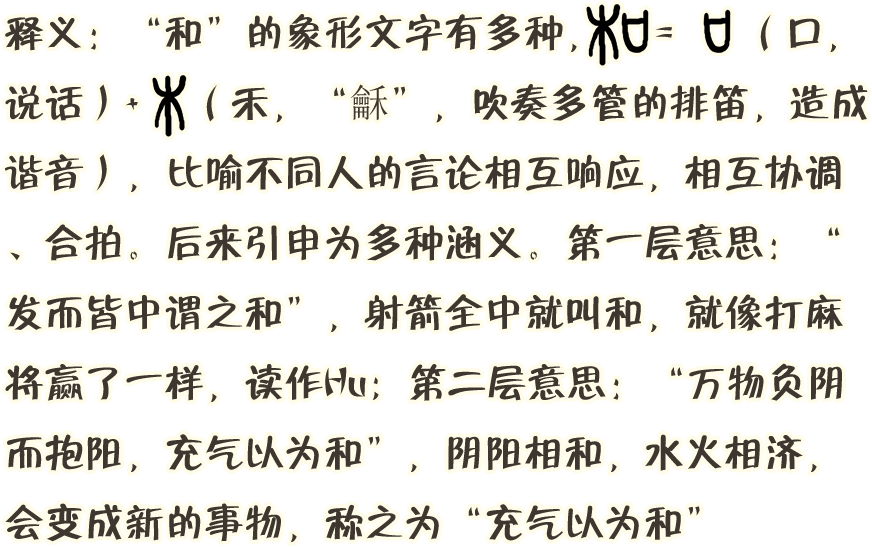 释义：“和”的象形文字有多种，和=口（口，
说话）+禾（禾，“龢”，吹奏多管的排笛，造成
谐音），比喻不同人的言论相互响应，相互协调
、合拍。后来引申为多种涵义。第一层意思：“
发而皆中谓之和”，射箭全中就叫和，就像打麻
将赢了一样，读作Hu；第二层意思：“万物负阴
而抱阳，充气以为和”，阴阳相和，水火相济，
会变成新的事物，称之为“充气以为和”